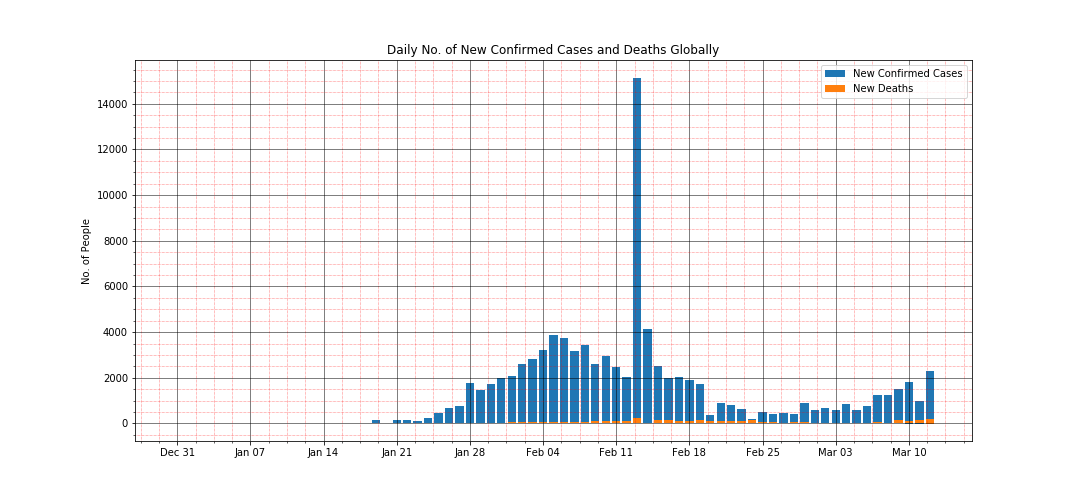 Daily No. of New Confirmed Cases and Deaths Globally
New Confirmed Cases
New Deaths
14000
12000
10000
8000
6000
4000
2000
0
No. of People
Dec 31 Jan 07 Jan 14 Jan 21 Jan 28 Feb 04 Feb 11 Feb 18 Feb 25 Mar 03 Mar 10